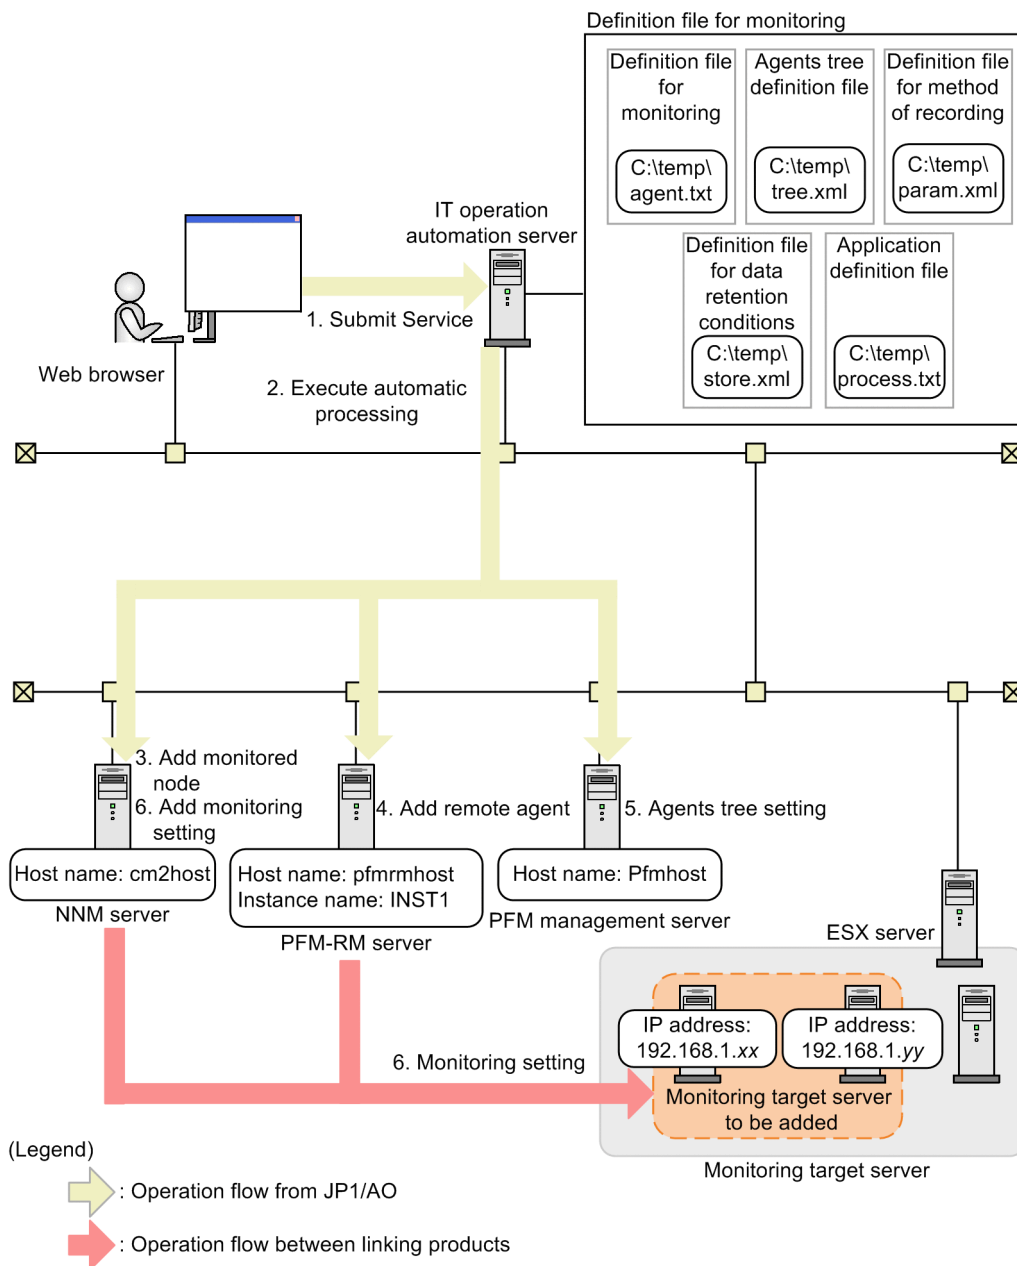 Definition file for monitoring
Definition file
for
monitoring
C:\temp\
agent.txt
Agents tree
definition file
C:\temp\
tree.xml
Definition file
for method
of recording
C:\temp\
param.xml
Definition file
for data
retention
conditions
C:\temp\
store.xml
Application
definition file
C:\temp\
process.txt
IT operation
automation server
1. Submit Service
Web browser
2. Execute automatic
processing
3. Add monitored
node
6. Add monitoring
setting
4. Add remote agent
5. Agents tree setting
Host name: cm2host
NNM server
Host name: pfmrmhost
Instance name: INST1
PFM-RM server
Host name: Pfmhost
PFM management server
ESX server
IP address:
192.168.1.xx
IP address:
192.168.1.yy
6. Monitoring setting
Monitoring target server
to be added
Monitoring target server
(Legend)
: Operation flow from JP1/AO
: Operation flow between linking products